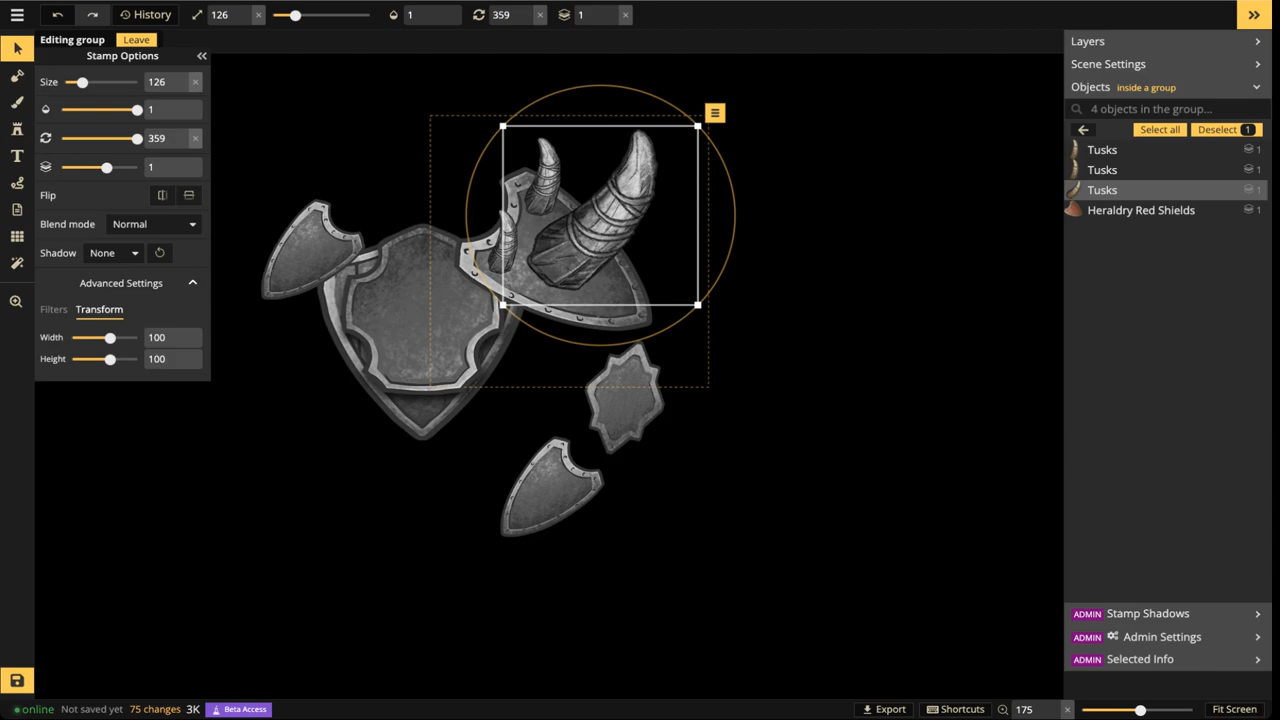 History 126 × 1 359 × 1 ×
Editing group Leave
Stamp Options
Size 126 ×
1
359 ×
1
Flip
Blend mode Normal
Shadow None
Advanced Settings
Filters Transform
Width 100
Height 100
Layers
Scene Settings
Objects inside a group
4 objects in the group...
Select all Deselect 1
Tusks 1
Tusks 1
Tusks 1
Heraldry Red Shields 1
ADMIN Stamp Shadows
ADMIN Admin Settings
ADMIN Selected Info
online Not saved yet 75 changes 3K Beta Access Export Shortcuts 175 × Fit Screen